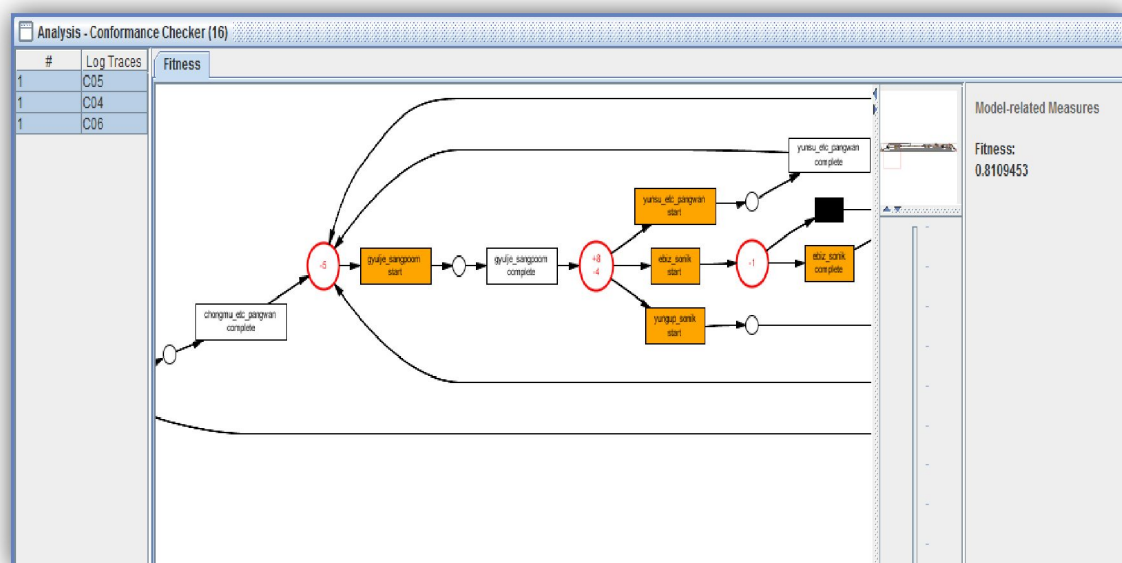 Analysis - Conformance Checker (16)
# Log Traces
1 C05
1 C04
1 C06
Fitness
Model-related Measures
Fitness:
0.8109453
yunsu_etc_pangwan
complete
yunsu_etc_pangwan
start
-5
gyulje_sangpoom
start
gyulje_sangpoom
complete
+8
-4
ebiz_sonik
start
-1
ebiz_sonik
complete
chongmu_etc_pangwan
complete
yungup_sonik
start